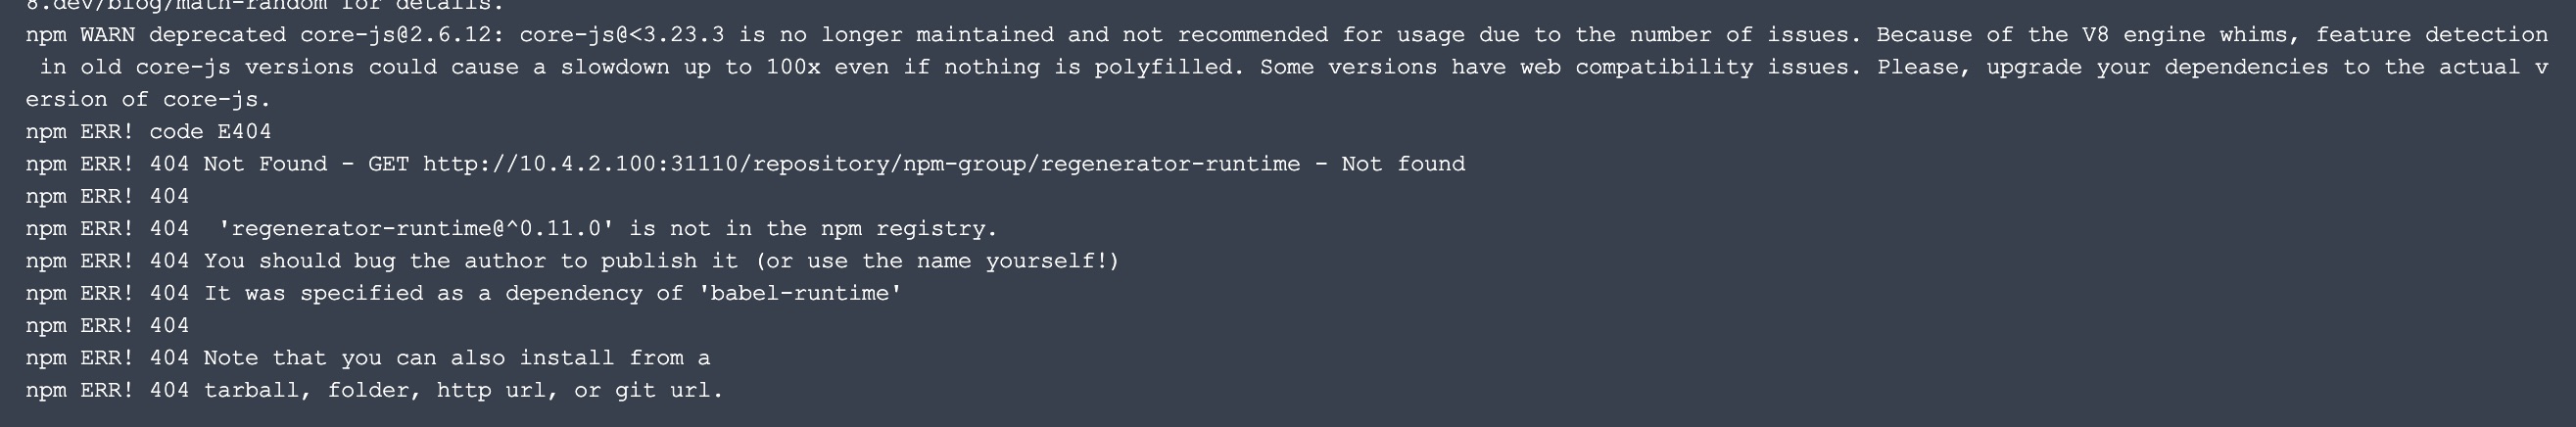 8.dev/blog/math-random for details.
npm WARN deprecated core-js@2.6.12: core-js@<3.23.3 is no longer maintained and not recommended for usage due to the number of issues. Because of the V8 engine whims, feature detection
 in old core-js versions could cause a slowdown up to 100x even if nothing is polyfilled. Some versions have web compatibility issues. Please, upgrade your dependencies to the actual v
ersion of core-js.
npm ERR! code E404
npm ERR! 404 Not Found - GET http://10.4.2.100:31110/repository/npm-group/regenerator-runtime - Not found
npm ERR! 404
npm ERR! 404  'regenerator-runtime@^0.11.0' is not in the npm registry.
npm ERR! 404 You should bug the author to publish it (or use the name yourself!)
npm ERR! 404 It was specified as a dependency of 'babel-runtime'
npm ERR! 404
npm ERR! 404 Note that you can also install from a
npm ERR! 404 tarball, folder, http url, or git url.